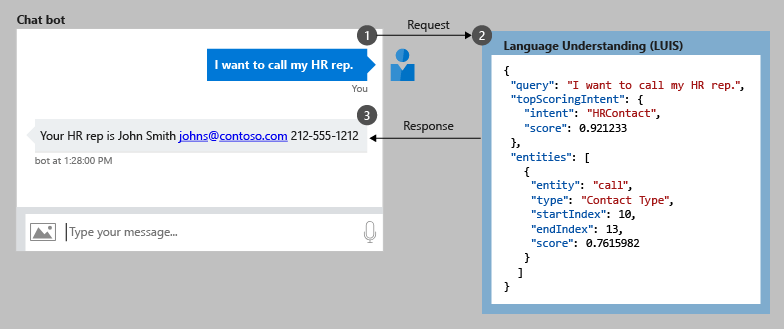 Chat bot
1
Request
2
I want to call my HR rep.
You
3
Your HR rep is John Smith johns@contoso.com 212-555-1212
bot at 1:28:00 PM
Response
Type your message...
Language Understanding (LUIS)
{
"query": "I want to call my HR rep.",
"topScoringIntent": {
"intent": "HRContact",
"score": 0.921233
},
"entities": [
{
"entity": "call",
"type": "Contact Type",
"startIndex": 10,
"endIndex": 13,
"score": 0.7615982
}
]
}